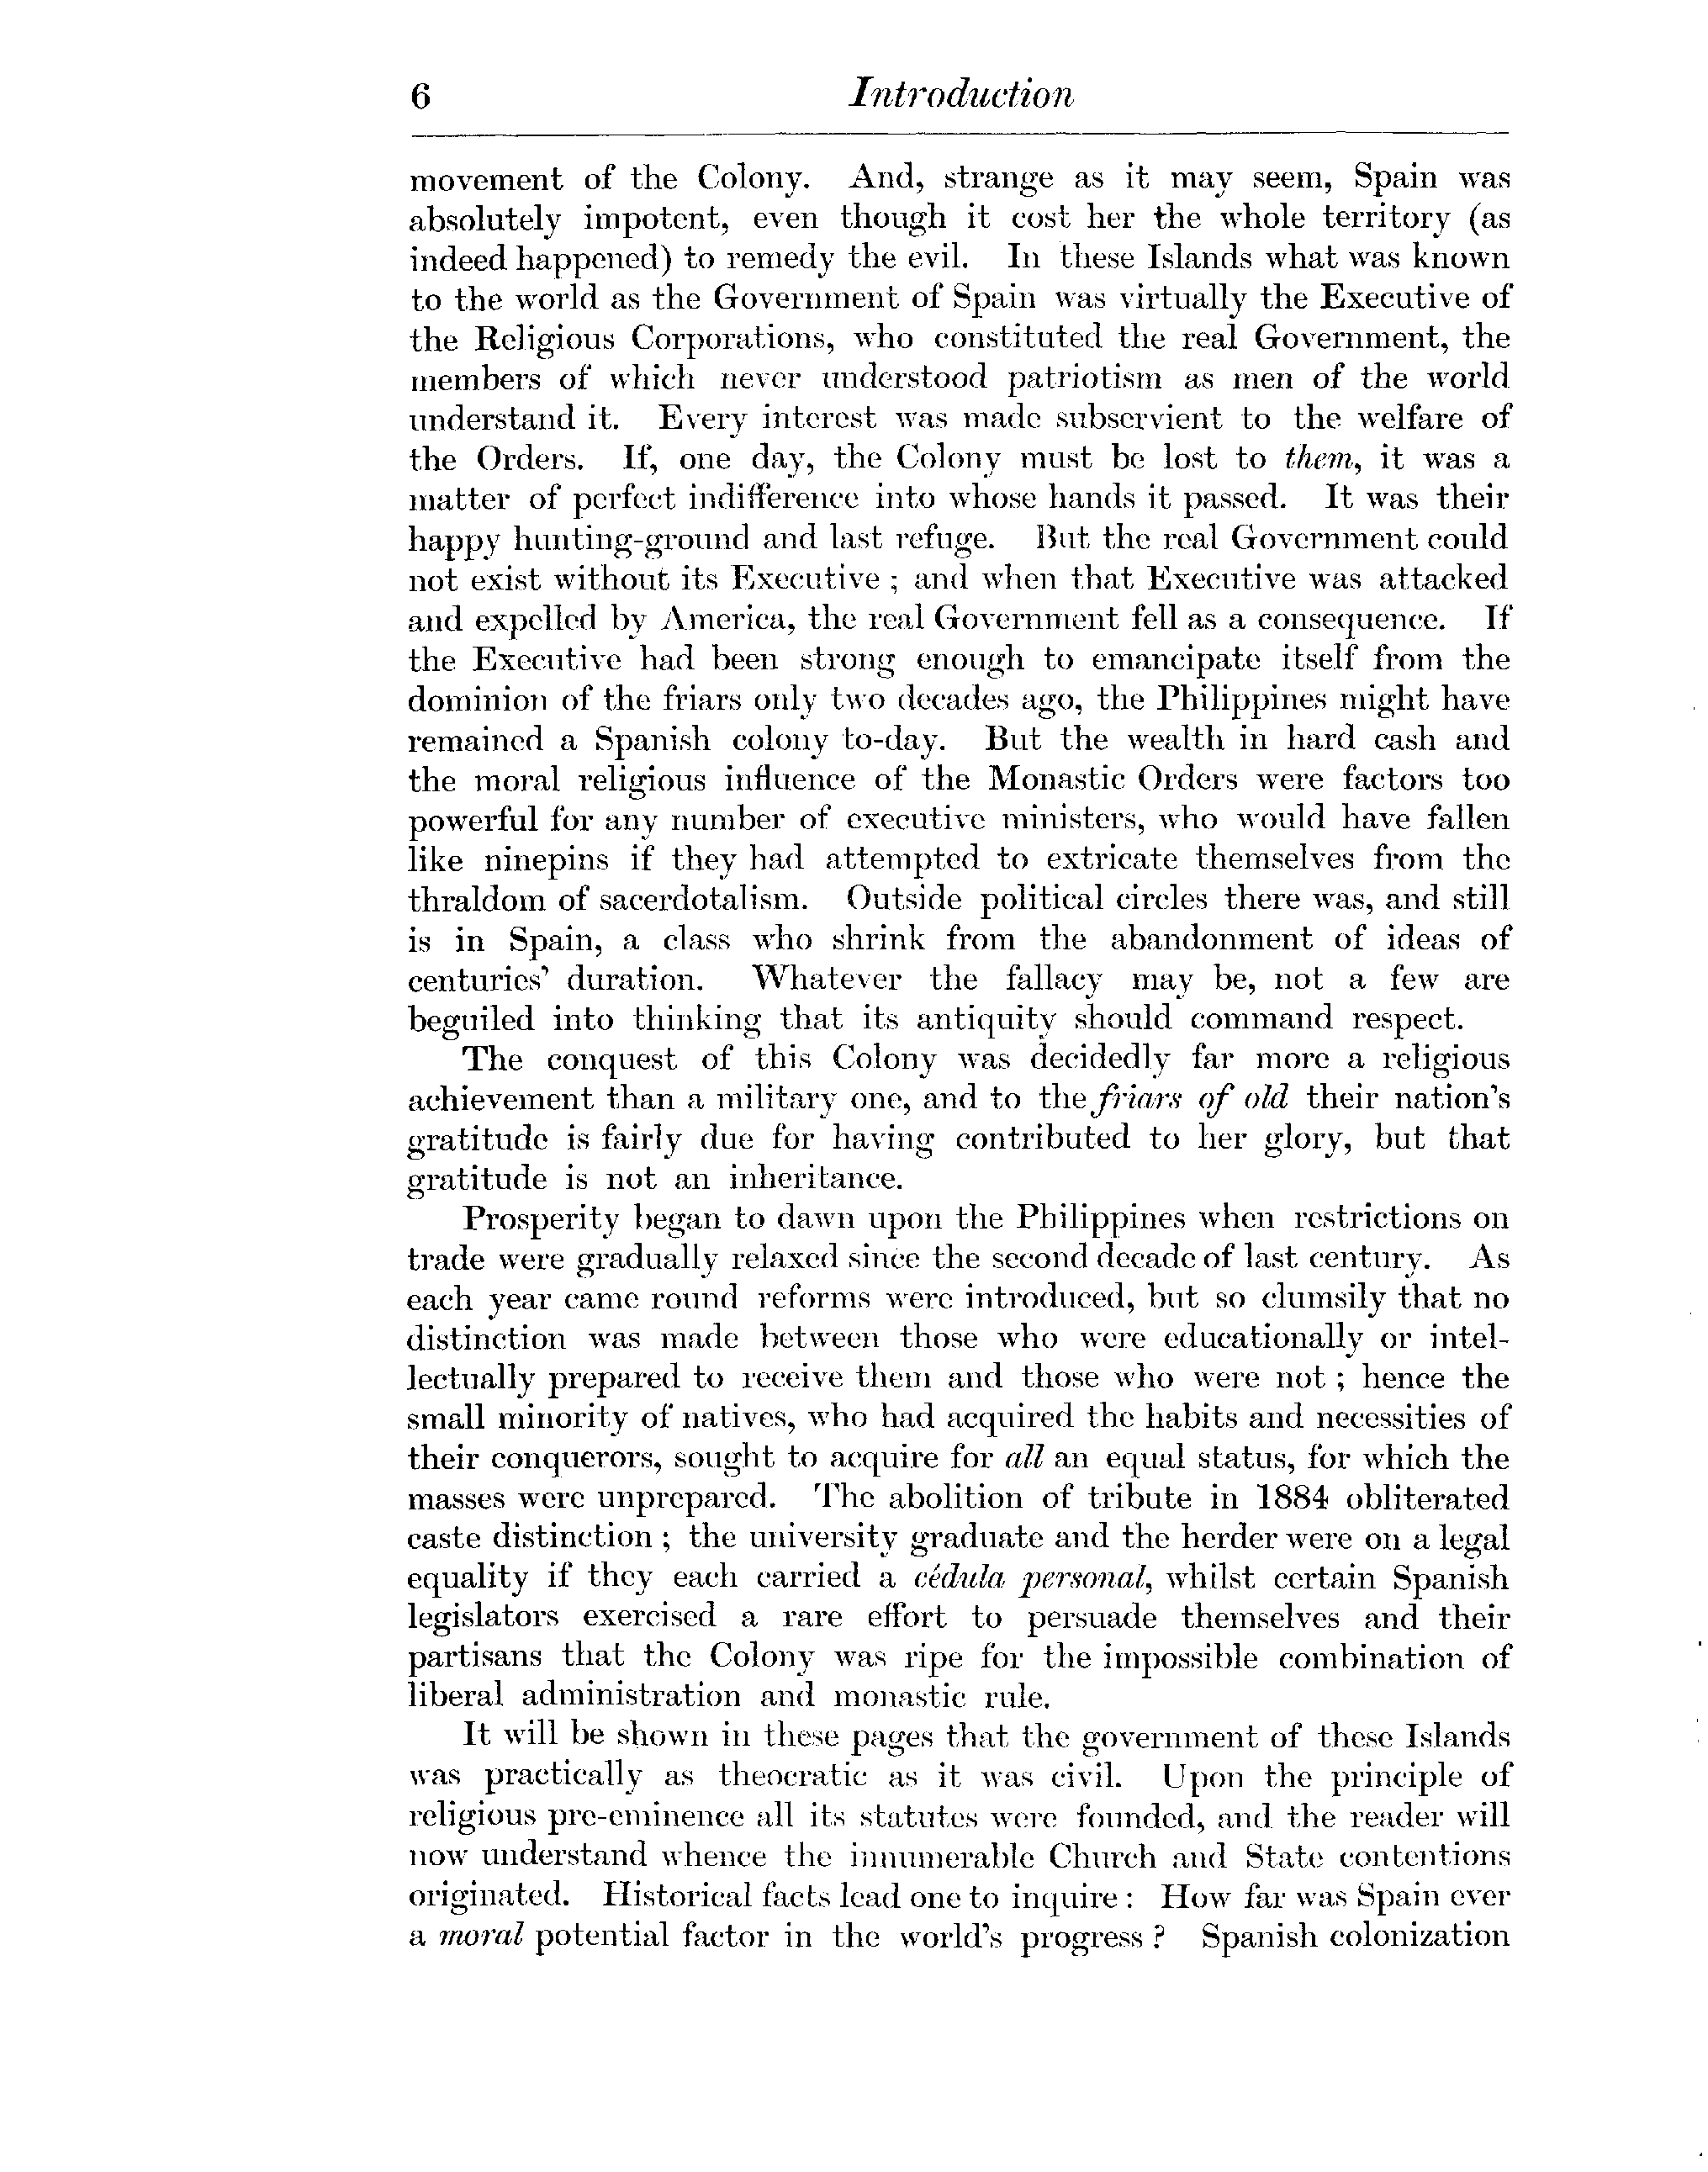 6 Introduction
movement of the Colony. And, strange as it may seem, Spain was
absolutely impotent, even though it cost her the whole territory (as
indeed happened) to remedy the evil. In these Islands what was known
to the world as the Government of Spain was virtually the Executive of
the Religious Corporations, who constituted the real Government, the
members of which never understood patriotism as men of the world
understand it. Every interest was made subservient to the welfare of
the Orders. If, one day, the Colony must be lost to them, it was a
matter of perfect indifference into whose hands it passed. It was their
happy hunting-ground and last refuge. But the real Government could
not exist without its Executive ; and when that Executive was attacked
and expelled by America, the real Government fell as a consequence. If
the Executive had been strong enough to emancipate itself from the
dominion of the friars only two decades ago, the Philippines might have
remained a Spanish colony to-day. But the wealth in hard cash and
the moral religious influence of the Monastic Orders were factors too
powerful for any number of executive ministers, who would have fallen
like ninepins if they had attempted to extricate themselves from the
thraldom of sacerdotalism. Outside political circles there was, and still
is in Spain, a class who shrink from the abandonment of ideas of
centuries' duration. Whatever the fallacy may be, not a few are
beguiled into thinking that its antiquity should command respect.
The conquest of this Colony was decidedly far more a religious
achievement than a military one, and to the friars of old their nation's
gratitude is fairly due for having contributed to her glory, but that
gratitude is not an inheritance.
Prosperity began to dawn upon the Philippines when restrictions on
trade were gradually relaxed since the second decade of last century. As
each year came round reforms were introduced, but so clumsily that no
distinction was made between those who were educationally or intel-
lectually prepared to receive them and those who were not ; hence the
small minority of natives, who had acquired the habits and necessities of
their conquerors, sought to acquire for all an equal status, for which the
masses were unprepared. The abolition of tribute in 1884 obliterated
caste distinction ; the university graduate and the herder were on a legal
equality if they each carried a cédula personal, whilst certain Spanish
legislators exercised a rare effort to persuade themselves and their
partisans that the Colony was ripe for the impossible combination of
liberal administration and monastic rule.
It will be shown in these pages that the government of these Islands
was practically as theocratic as it was civil. Upon the principle of
religious pre-eminence all its statutes were founded, and the reader will
now understand whence the innumerable Church and State contentions
originated. Historical facts lead one to inquire : How far was Spain ever
a moral potential factor in the world's progress ? Spanish colonization